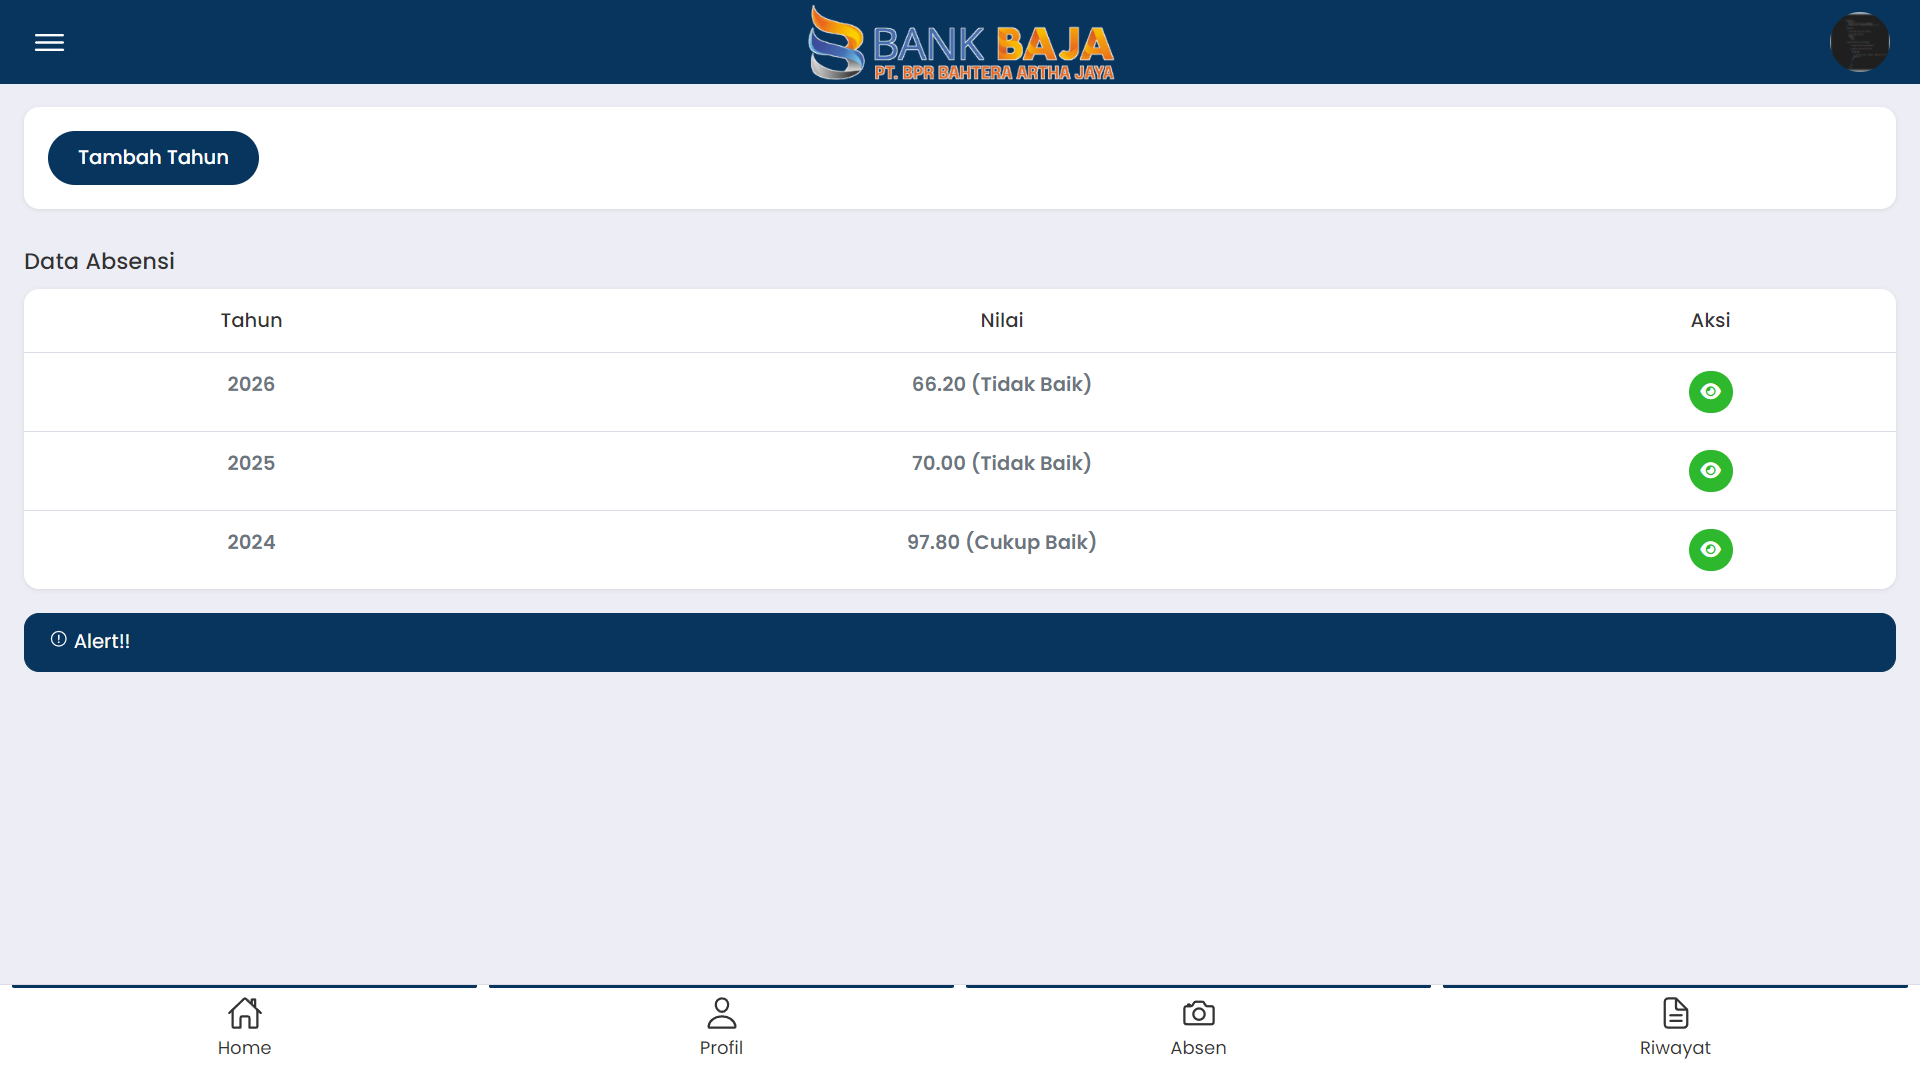 BANK BAJA
PT. BPR BAHTERA ARTHA JAYA
Tambah Tahun
Data Absensi
Tahun Nilai Aksi
2026 66.20 (Tidak Baik)
2025 70.00 (Tidak Baik)
2024 97.80 (Cukup Baik)
Alert!!
Home Profil Absen Riwayat